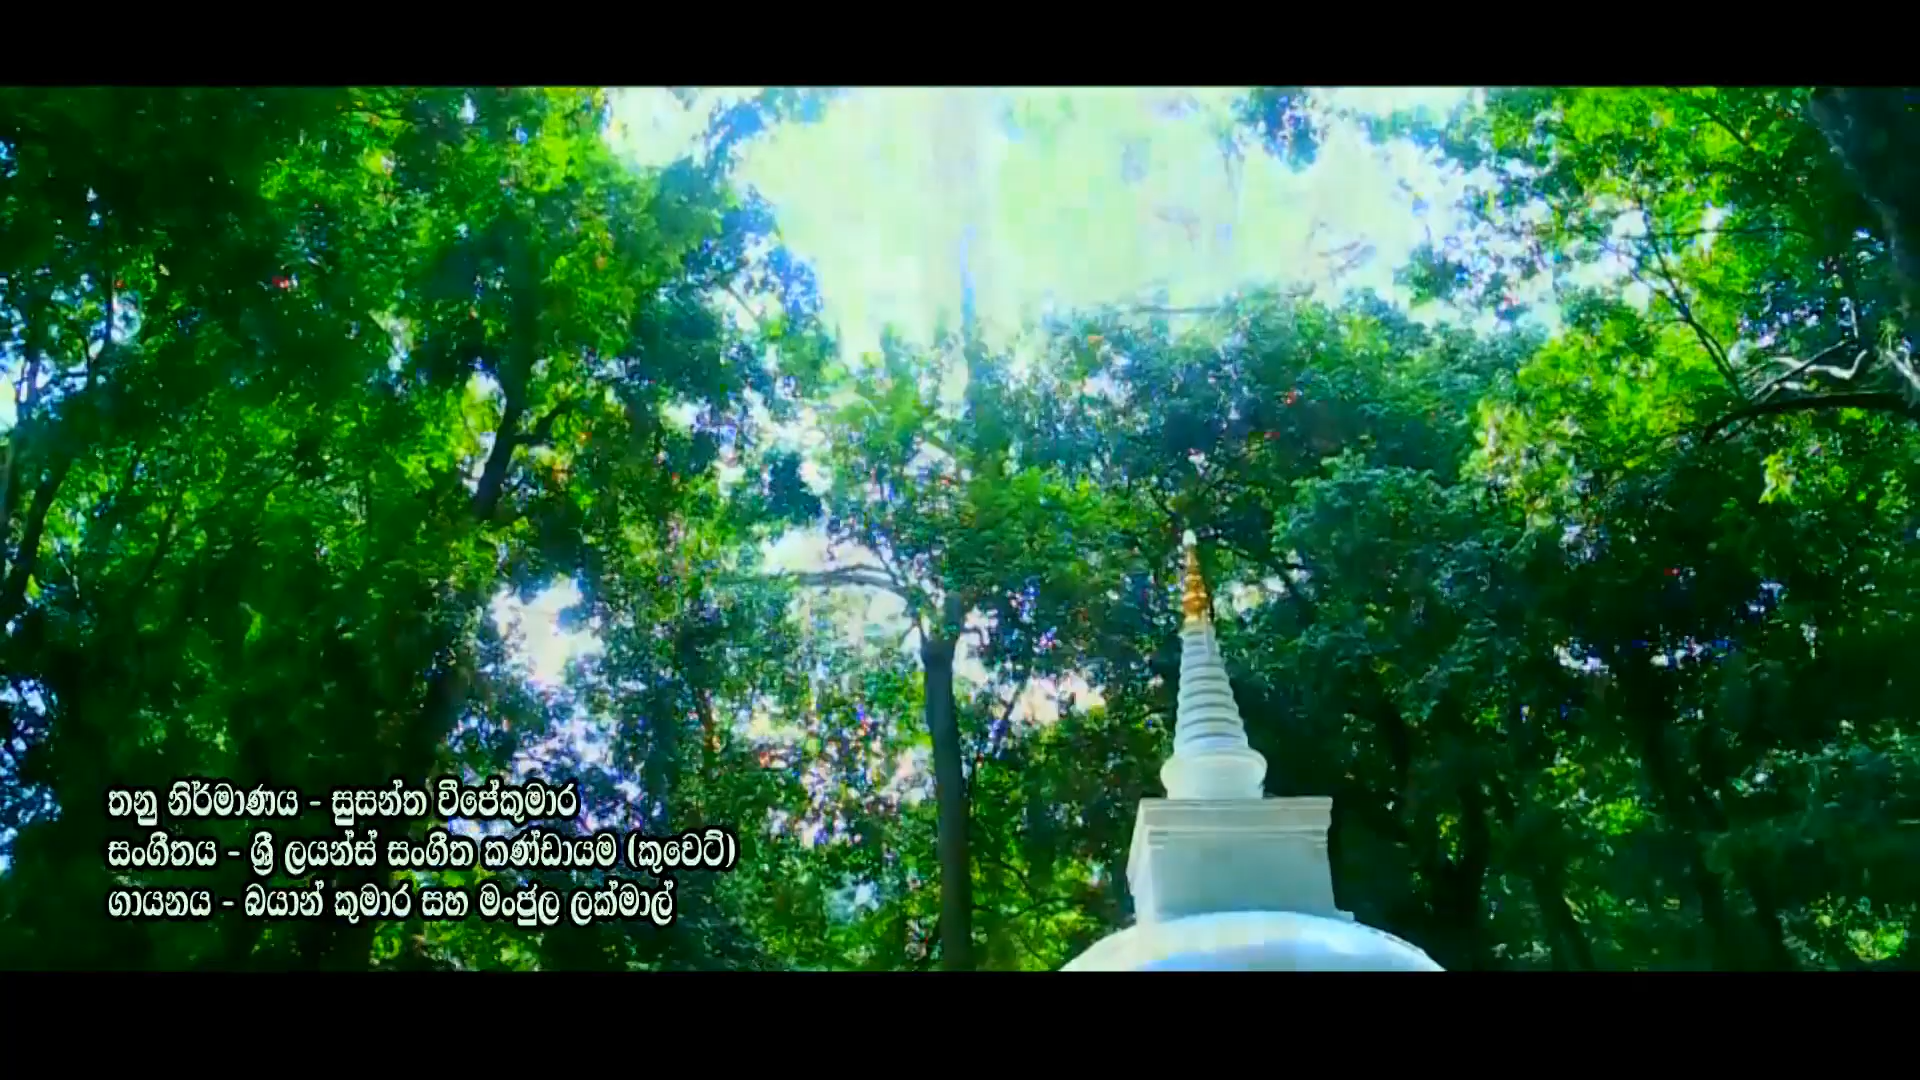 තනු නිර්මාණය - සුසන්ත වීජේකුමාර
සංගීතය - ශ්‍රී ලයන්ස් සංගීත කණ්ඩායම (කුවෙට්)
ගායනය - බයාන් කුමාර සහ මංජුල ලක්මාල්